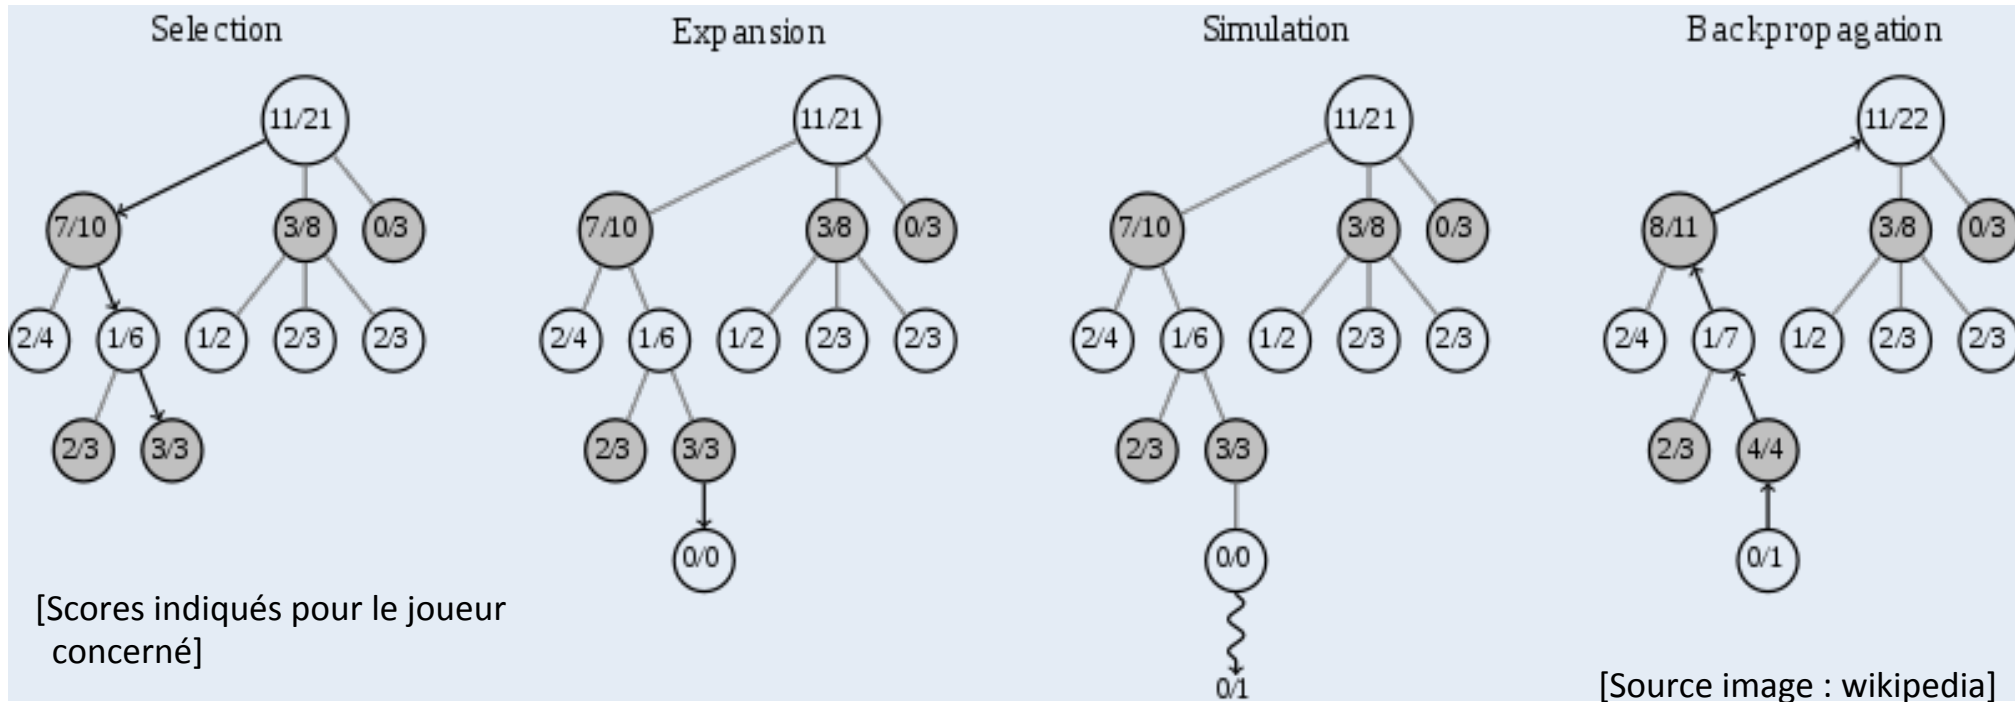 Selection Expansion Simulation Backpropagation
11/21 11/21 11/21 11/22
7/10 3/8 0/3 7/10 3/8 0/3 7/10 3/8 0/3 8/11 3/8 0/3
2/4 1/6 1/2 2/3 2/3 2/4 1/6 1/2 2/3 2/3 2/4 1/6 1/2 2/3 2/3 2/4 1/7 1/2 2/3 2/3
2/3 3/3 2/3 3/3 2/3 3/3 2/3 4/4
0/0 0/0 0/1
[Scores indiqués pour le joueur
concerné]
0/1
[Source image : wikipedia]